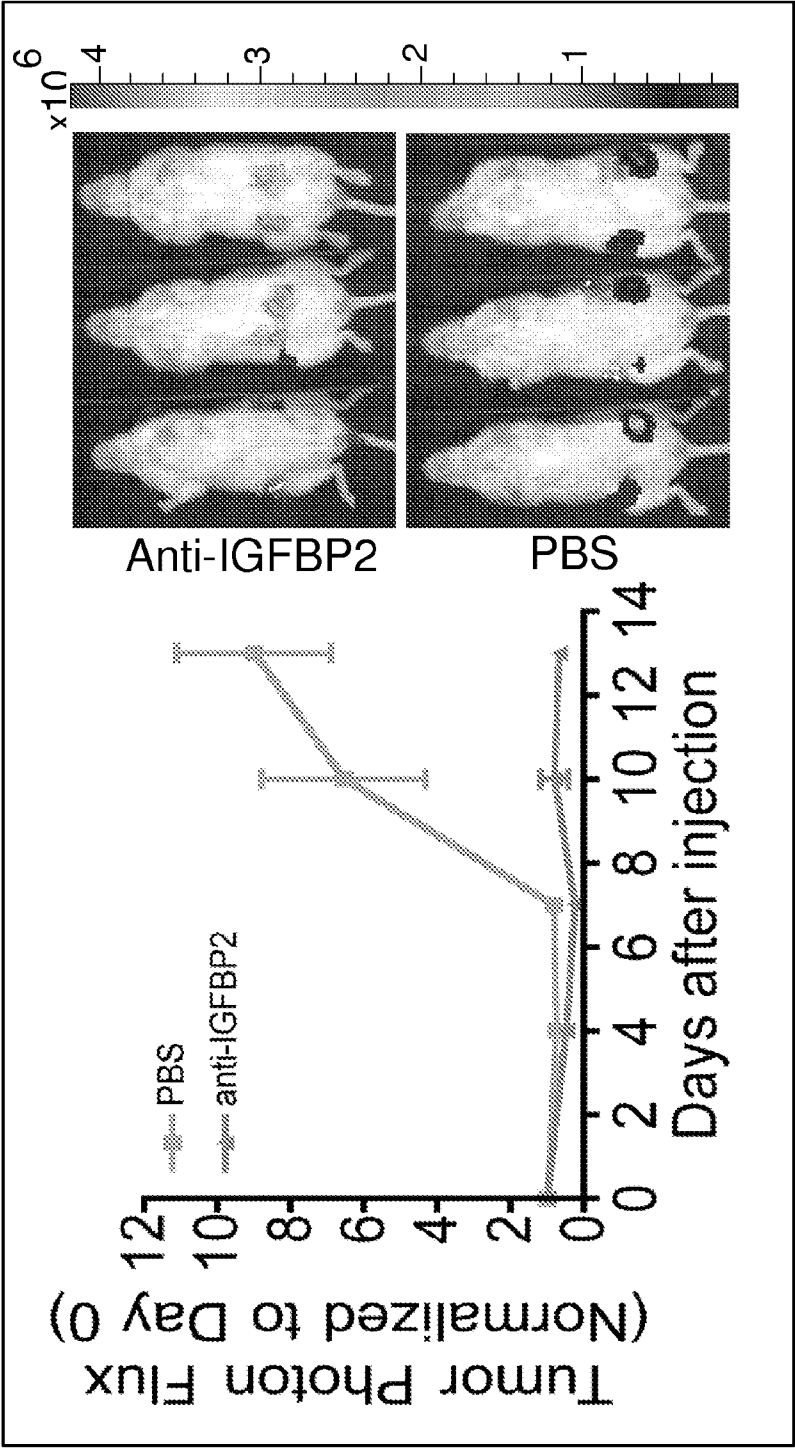 Tumor Photon Flux
(Normalized to Day 0)
12
10
8
6
4
2
0
PBS
anti-IGFBP2
0 2 4 6 8 10 12 14
Days after injection
Anti-IGFBP2
PBS
x10 6
4
3
2
1